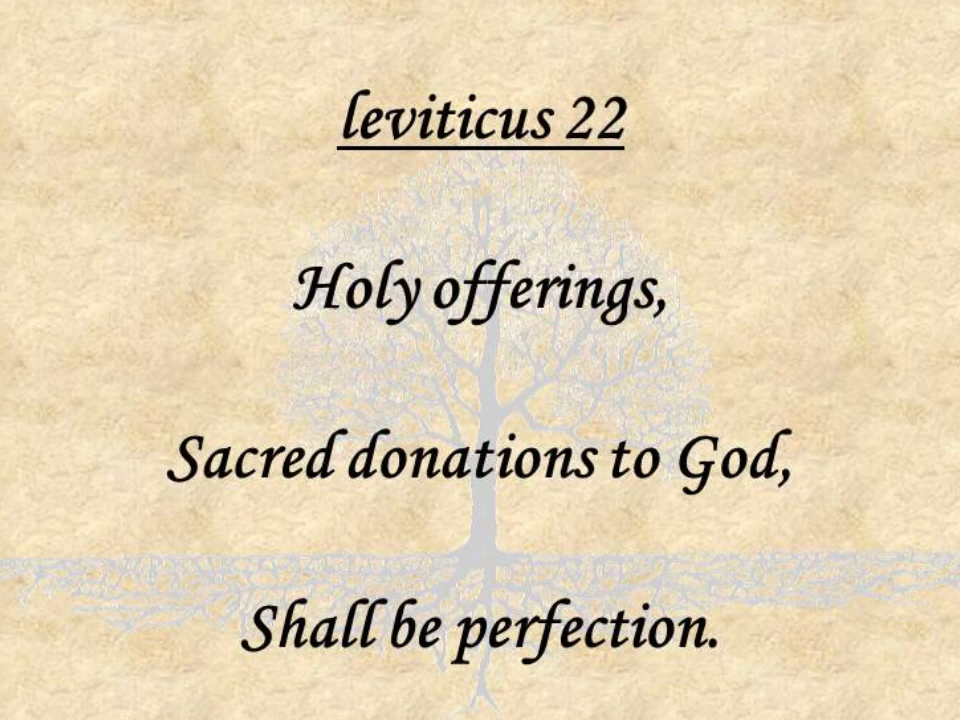 leviticus 22
Holy offerings,
Sacred donations to God,
Shall be perfection.